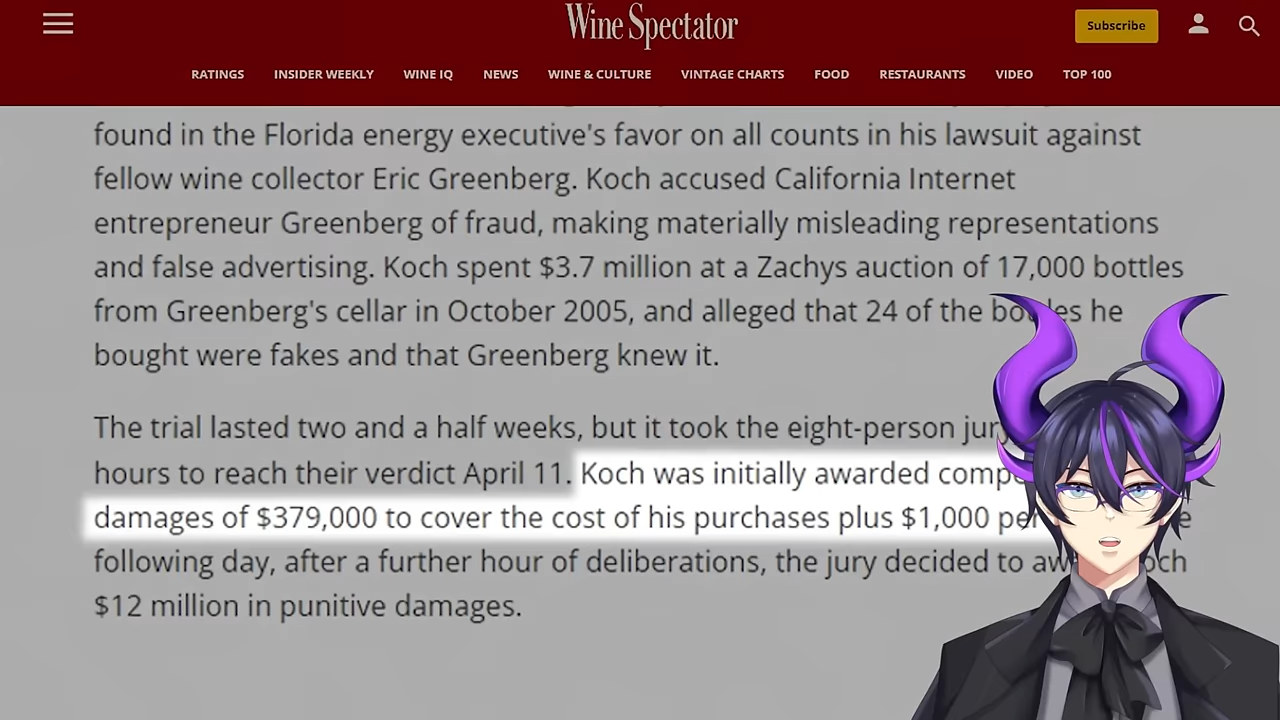 Wine Spectator
Subscribe
RATINGS INSIDER WEEKLY WINE IQ NEWS WINE & CULTURE VINTAGE CHARTS FOOD RESTAURANTS VIDEO TOP 100
found in the Florida energy executive's favor on all counts in his lawsuit against
fellow wine collector Eric Greenberg. Koch accused California Internet
entrepreneur Greenberg of fraud, making materially misleading representations
and false advertising. Koch spent $3.7 million at a Zachys auction of 17,000 bottles
from Greenberg's cellar in October 2005, and alleged that 24 of the he
bought were fakes and that Greenberg knew it.
The trial lasted two and a half weeks, but it took the eight-person jury
hours to reach their verdict April 11. Koch was initially awarded
damages of $379,000 to cover the cost of his purchases plus $1,000
following day, after a further hour of deliberations, the jury decided to
$12 million in punitive damages.